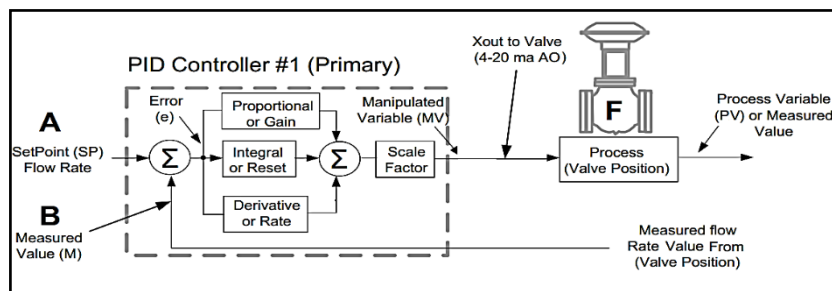 PID Controller #1 (Primary)
Xout to Valve
(4-20 ma AO)
F
Error
(e)
Proportional
or Gain
Manipulated
Variable (MV)
Process Variable
(PV) or Measured
Value
A
SetPoint (SP)
Flow Rate
Σ
Integral
or Reset
Σ
Scale
Factor
Process
(Valve Position)
B
Measured
Value (M)
Derivative
or Rate
Measured flow
Rate Value From
(Valve Position)